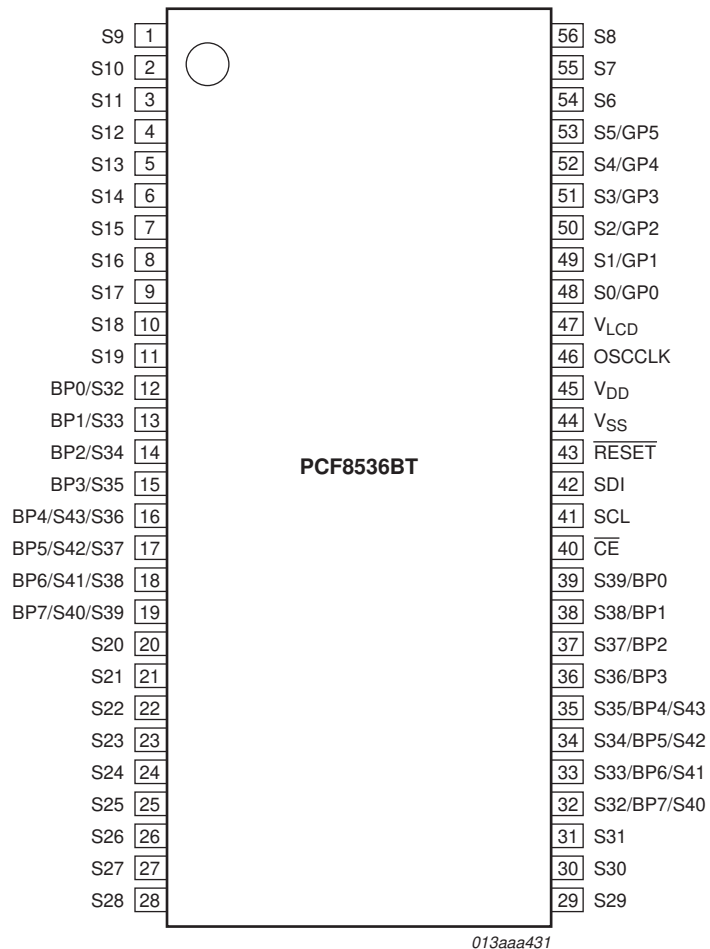 S9 1 56 S8
S10 2 55 S7
S11 3 54 S6
S12 4 53 S5/GP5
S13 5 52 S4/GP4
S14 6 51 S3/GP3
S15 7 50 S2/GP2
S16 8 49 S1/GP1
S17 9 48 S0/GP0
S18 10 47 VLCD
S19 11 46 OSCCLK
BP0/S32 12 45 VDD
BP1/S33 13 44 VSS
BP2/S34 14 43 RESET
PCF8536BT
BP3/S35 15 42 SDI
BP4/S43/S36 16 41 SCL
BP5/S42/S37 17 40 CE
BP6/S41/S38 18 39 S39/BP0
BP7/S40/S39 19 38 S38/BP1
S20 20 37 S37/BP2
S21 21 36 S36/BP3
S22 22 35 S35/BP4/S43
S23 23 34 S34/BP5/S42
S24 24 33 S33/BP6/S41
S25 25 32 S32/BP7/S40
S26 26 31 S31
S27 27 30 S30
S28 28 29 S29
013aaa431